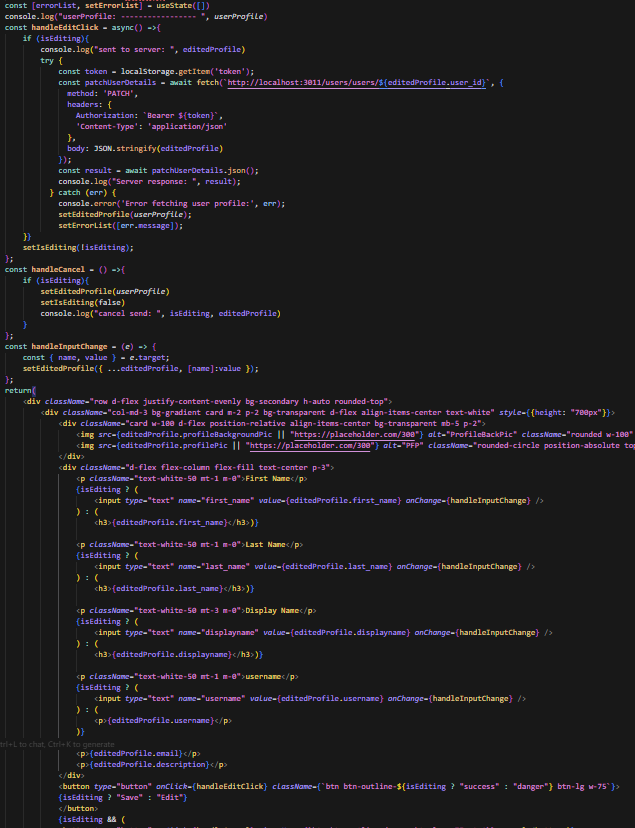 const [errorList, setErrorList] = useState([])
console.log("userProfile: ----------------- ", userProfile)
const handleEditClick = async() =>{
if (isEditing){
console.log("sent to server: ", editedProfile)
try {
const token = localStorage.getItem('token');
const patchUserDetails = await fetch(`http://localhost:3011/users/users/${editedProfile.user_id}`, {
method: 'PATCH',
headers: {
Authorization: `Bearer ${token}`,
'Content-Type': 'application/json'
},
body: JSON.stringify(editedProfile)
});
const result = await patchUserDetails.json();
console.log("Server response: ", result);
} catch (err) {
console.error('Error fetching user profile:', err);
setEditedProfile(userProfile);
setErrorList([err.message]);
}}
setIsEditing(!isEditing);
};
const handleCancel = () =>{
if (isEditing){
setEditedProfile(userProfile)
setIsEditing(false)
console.log("cancel send: ", isEditing, editedProfile)
}
};
const handleInputChange = (e) => {
const { name, value } = e.target;
setEditedProfile({ ...editedProfile, [name]:value });
};
return(
<div className="row d-flex justify-content-evenly bg-secondary h-auto rounded-top">
<div className="col-md-3 bg-gradient card m-2 p-2 bg-transparent d-flex align-items-center text-white" style={{height: "700px"}}>
<div className="card w-100 d-flex position-relative align-items-center bg-transparent mb-5 p-2">
<img src={editedProfile.profileBackgroundPic || "https://placeholder.com/300"} alt="ProfileBackPic" className="rounded w-100"
<img src={editedProfile.profilePic || "https://placeholder.com/300"} alt="PFP" className="rounded-circle position-absolute top
</div>
<div className="d-flex flex-column flex-fill text-center p-3">
<p className="text-white-50 mt-1 m-0">First Name</p>
{isEditing ? (
<input type="text" name="first_name" value={editedProfile.first_name} onChange={handleInputChange} />
) : (
<h3>{editedProfile.first_name}</h3>)}
<p className="text-white-50 mt-1 m-0">Last Name</p>
{isEditing ? (
<input type="text" name="last_name" value={editedProfile.last_name} onChange={handleInputChange} />
) : (
<h3>{editedProfile.last_name}</h3>)}
<p className="text-white-50 mt-3 m-0">Display Name</p>
{isEditing ? (
<input type="text" name="displayname" value={editedProfile.displayname} onChange={handleInputChange} />
) : (
<h3>{editedProfile.displayname}</h3>)}
<p className="text-white-50 mt-1 m-0">username</p>
{isEditing ? (
<input type="text" name="username" value={editedProfile.username} onChange={handleInputChange} />
) : (
<p>{editedProfile.username}</p>
)}
trl+L to chat, Ctrl+K to generate
<p>{editedProfile.email}</p>
<p>{editedProfile.description}</p>
</div>
<button type="button" onClick={handleEditClick} className={`btn btn-outline-${isEditing ? "success" : "danger"} btn-lg w-75`}>
{isEditing ? "Save" : "Edit"}
</button>
{isEditing && (